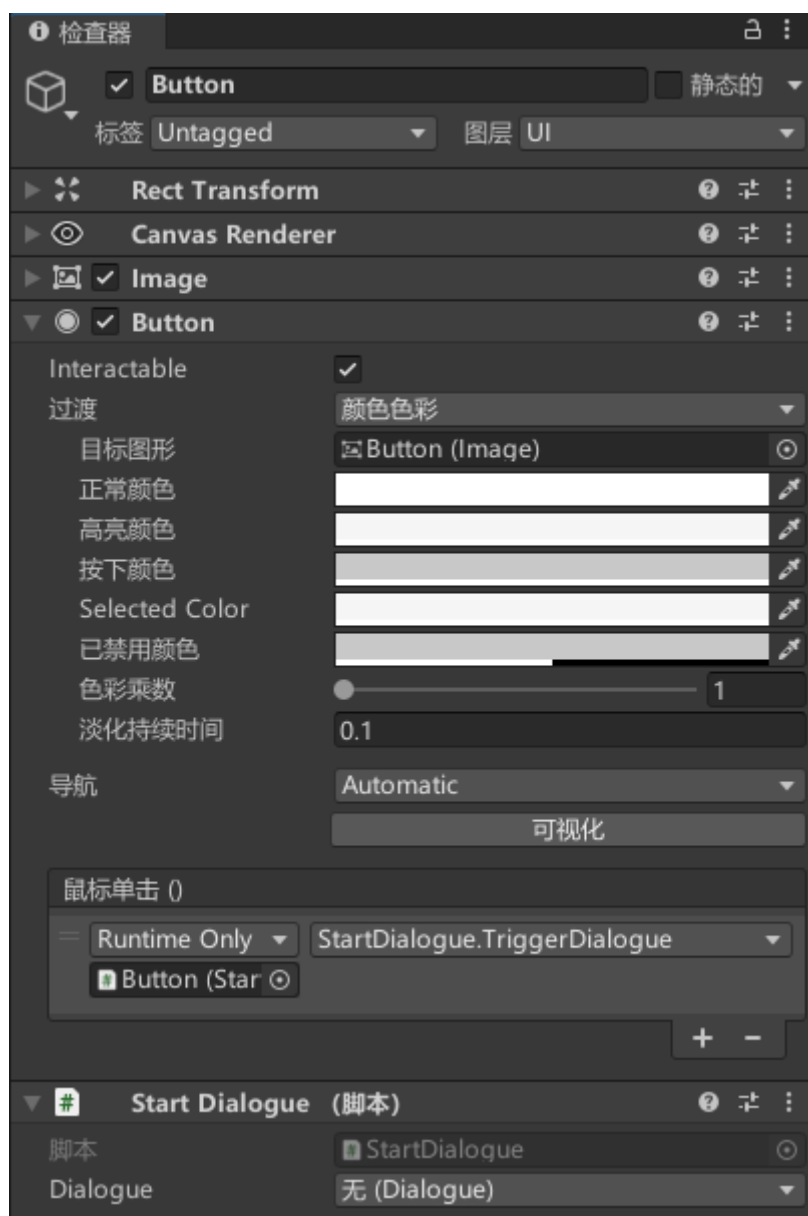 检查器
Button
静态的
标签 Untagged 图层 UI
Rect Transform
Canvas Renderer
Image
Button
Interactable
过渡 颜色色彩
目标图形 Button (Image)
正常颜色
高亮颜色
按下颜色
Selected Color
已禁用颜色
色彩乘数 1
淡化持续时间 0.1
导航 Automatic
可视化
鼠标单击 ()
Runtime Only StartDialogue.TriggerDialogue
Button (Star
Start Dialogue (脚本)
脚本 StartDialogue
Dialogue 无 (Dialogue)